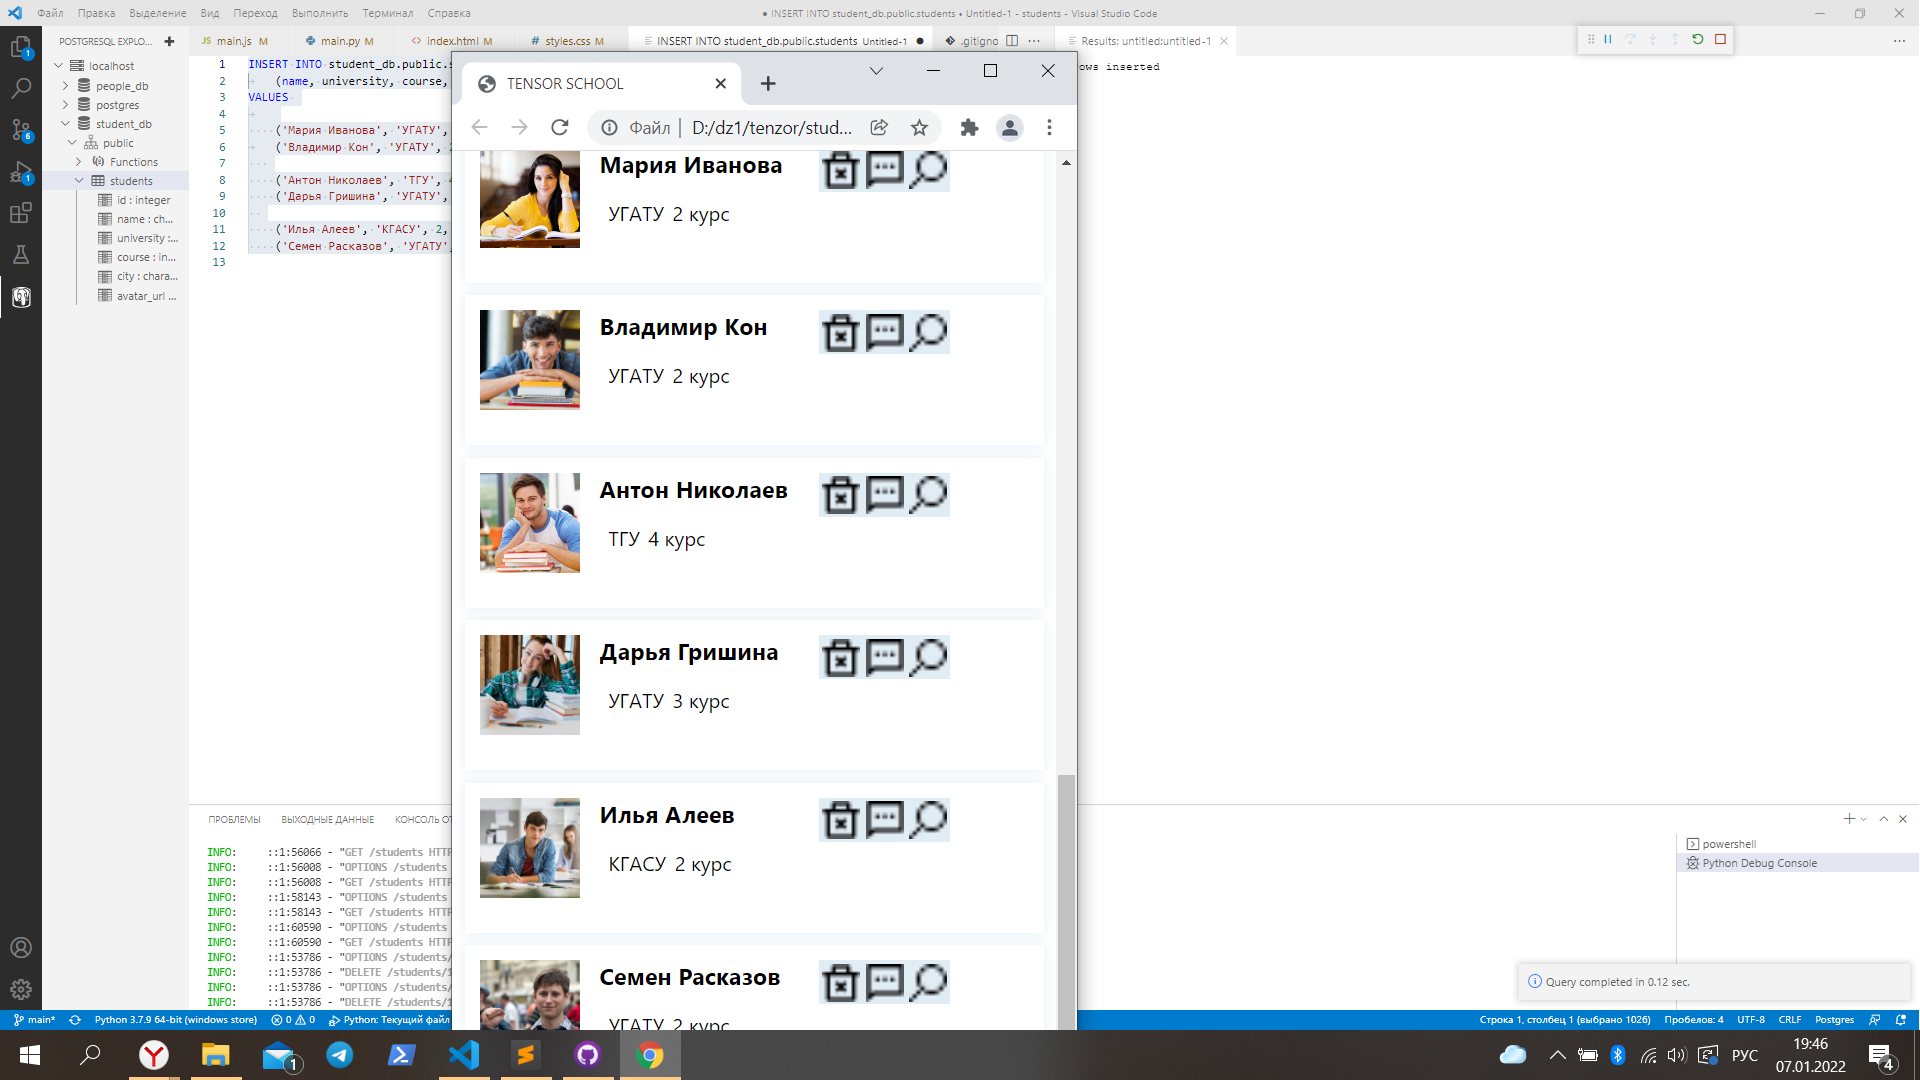 Файл Правка Выделение Вид Переход Выполнить Терминал Справка
● INSERT INTO student_db.public.students • Untitled-1 - students - Visual Studio Code
POSTGRESQL EXPLO...
JS main.js M
main.py M
<> index.html M
# styles.css M
INSERT INTO student_db.public.students Untitled-1 ●
.gitigno
Results: untitled:untitled-1
localhost
people_db
postgres
student_db
public
Functions
students
id : integer
name : ch...
university :...
course : in...
city : chara...
avatar_url ...
1 INSERT INTO student_db.public.s
2 (name, university, course,
3 VALUES
4
5 ('Мария Иванова', 'УГАТУ',
6 ('Владимир Кон', 'УГАТУ', 2
7
8 ('Антон Николаев', 'ТГУ', 4
9 ('Дарья Гришина', 'УГАТУ',
10
11 ('Илья Алеев', 'КГАСУ', 2,
12 ('Семен Расказов', 'УГАТУ',
13
ows inserted
TENSOR SCHOOL
Файл D:/dz1/tenzor/stud...
Мария Иванова
УГАТУ 2 курс
Владимир Кон
УГАТУ 2 курс
Антон Николаев
ТГУ 4 курс
Дарья Гришина
УГАТУ 3 курс
Илья Алеев
КГАСУ 2 курс
Семен Расказов
УГАТУ 2 курс
ПРОБЛЕМЫ ВЫХОДНЫЕ ДАННЫЕ КОНСОЛЬ ОТ
INFO: ::1:56066 - "GET /students HTTP
INFO: ::1:56008 - "OPTIONS /students
INFO: ::1:56008 - "GET /students HTTP
INFO: ::1:58143 - "OPTIONS /students
INFO: ::1:58143 - "GET /students HTTP
INFO: ::1:60590 - "OPTIONS /students
INFO: ::1:60590 - "GET /students HTTP
INFO: ::1:53786 - "OPTIONS /students/
INFO: ::1:53786 - "DELETE /students/1
INFO: ::1:53786 - "OPTIONS /students/
INFO: ::1:53786 - "DELETE /students/1
powershell
Python Debug Console
Query completed in 0.12 sec.
main* Python 3.7.9 64-bit (windows store) 0 0 Python: Текущий файл
Строка 1, столбец 1 (выбрано 1026) Пробелов: 4 UTF-8 CRLF Postgres
1
6
1
1
РУС
19:46
07.01.2022
4